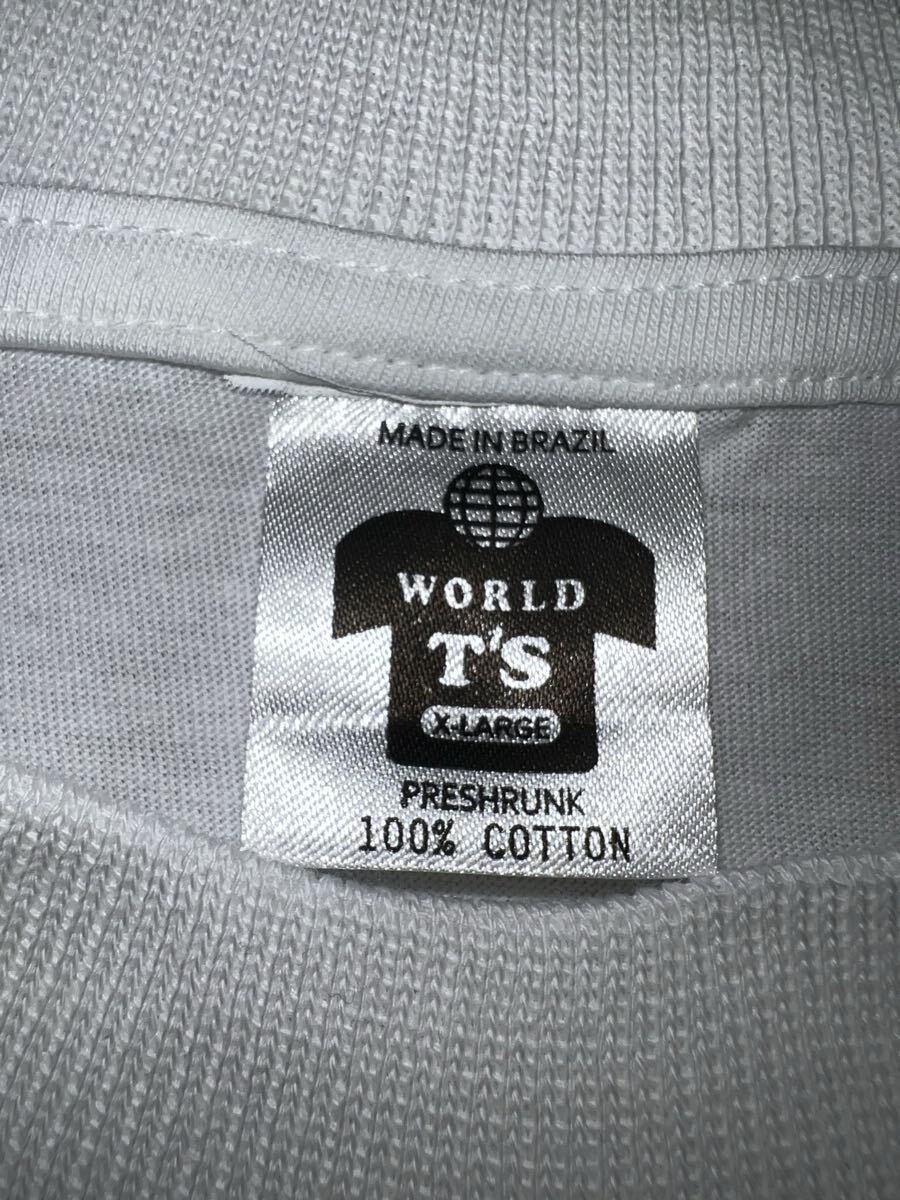 MADE IN BRAZIL
WORLD
T'S
X-LARGE
PRESHRUNK
100% COTTON